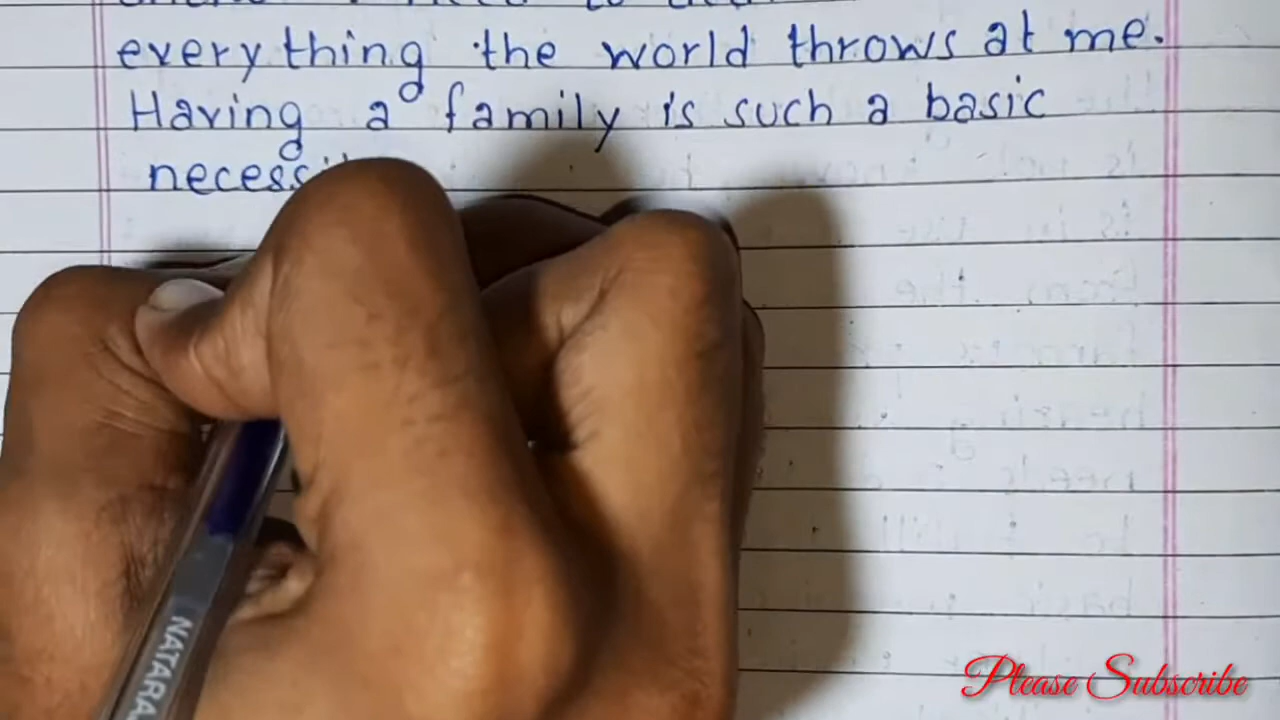 everything the world throws at me.
Having a family is such a basic
necess
NATARA
Please Subscribe